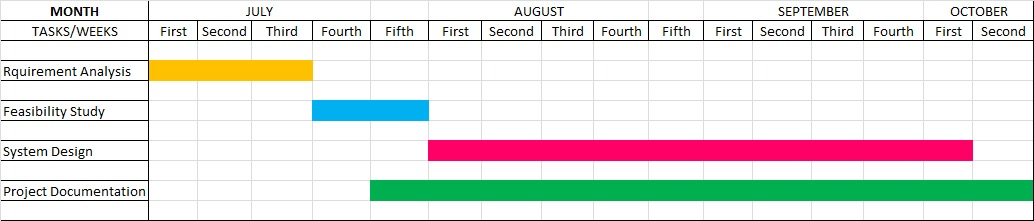 MONTH JULY AUGUST SEPTEMBER OCTOBER
TASKS/WEEKS First Second Third Fourth Fifth First Second Third Fourth Fifth First Second Third Fourth First Second
Rquirement Analysis
Feasibility Study
System Design
Project Documentation